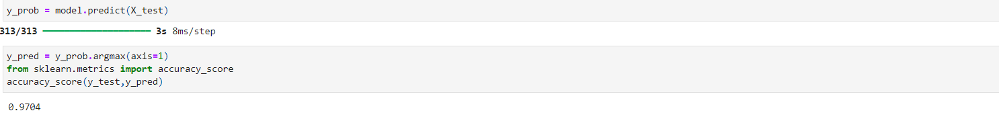 y_prob = model.predict(X_test)
313/313 ━━━━━━━━━━━━━━━━━━━━ 3s 8ms/step
y_pred = y_prob.argmax(axis=1)
from sklearn.metrics import accuracy_score
accuracy_score(y_test,y_pred)
0.9704